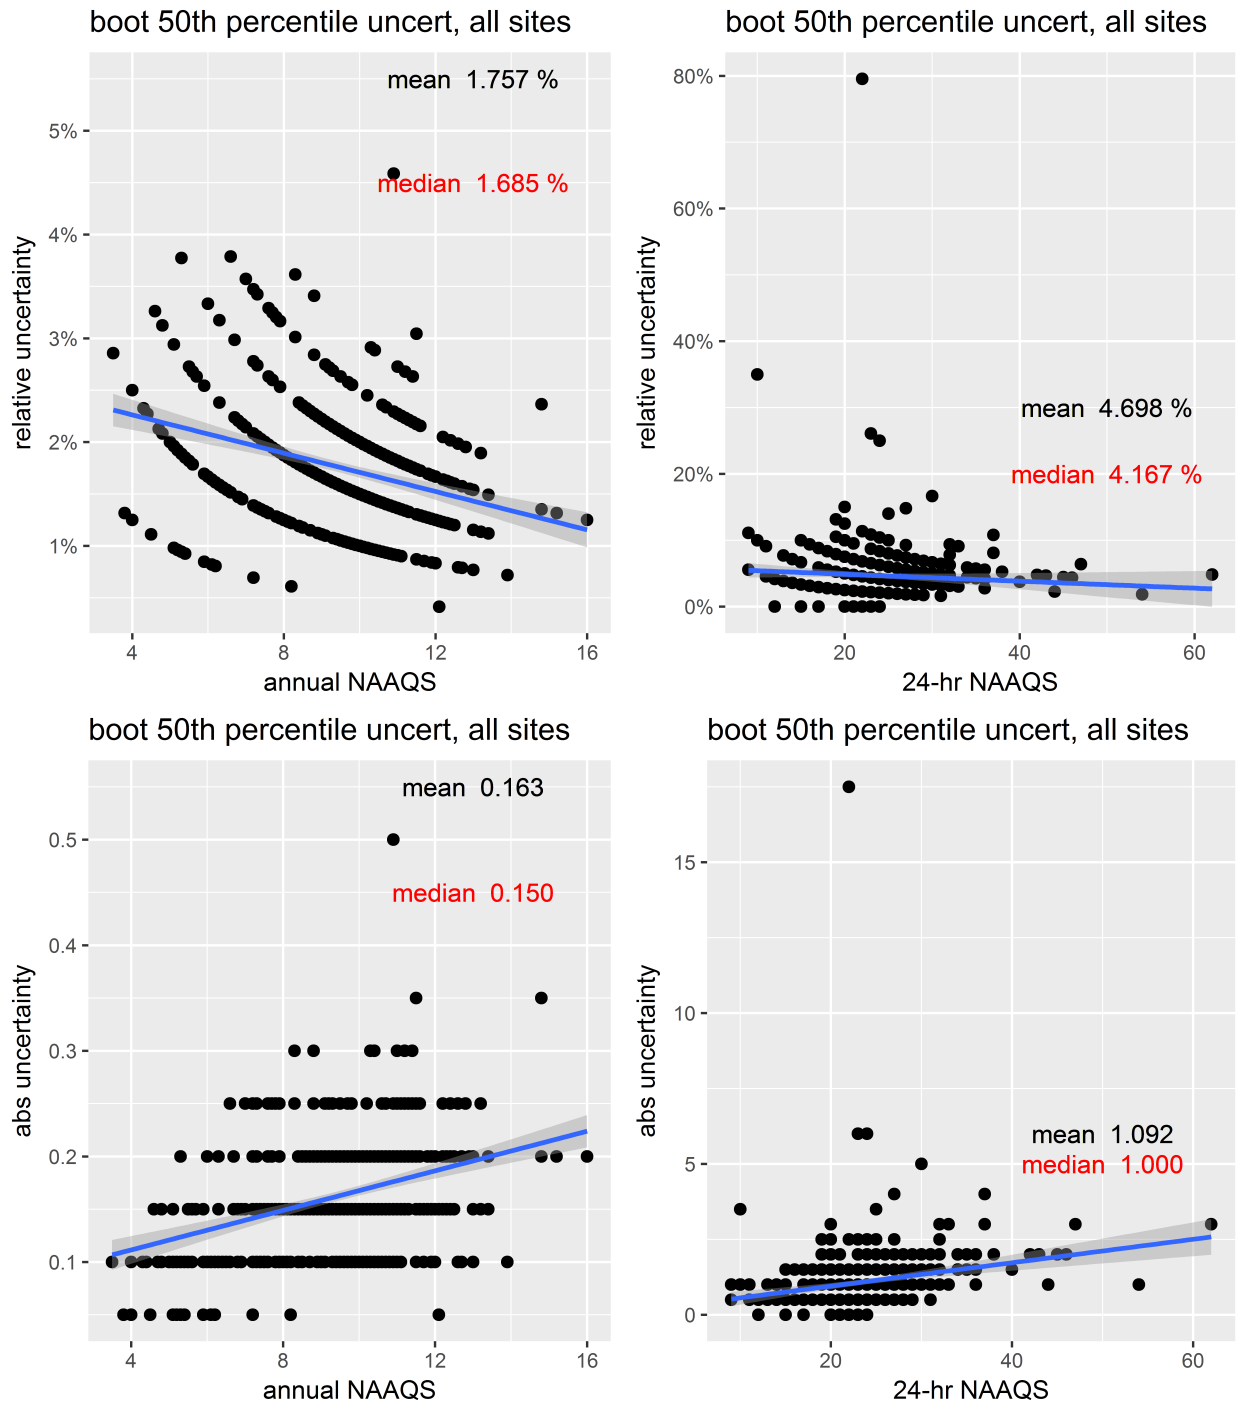 boot 50th percentile uncert, all sites
mean 1.757 %
median 1.685 %
5%
4%
3%
2%
1%
relative uncertainty
4 8 12 16
annual NAAQS
boot 50th percentile uncert, all sites
80%
60%
40%
20%
0%
mean 4.698 %
median 4.167 %
relative uncertainty
20 40 60
24-hr NAAQS
boot 50th percentile uncert, all sites
mean 0.163
median 0.150
0.5
0.4
0.3
0.2
0.1
abs uncertainty
4 8 12 16
annual NAAQS
boot 50th percentile uncert, all sites
15
10
5
0
mean 1.092
median 1.000
abs uncertainty
20 40 60
24-hr NAAQS